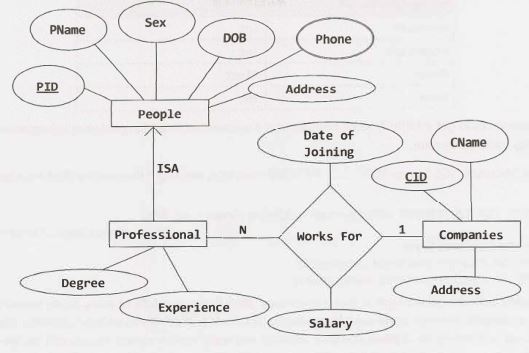 Sex
PName
DOB
Phone
PID
Address
People
Date of
Joining
CName
ISA
CID
Professional
N
Works For
1
Companies
Degree
Address
Experience
Salary